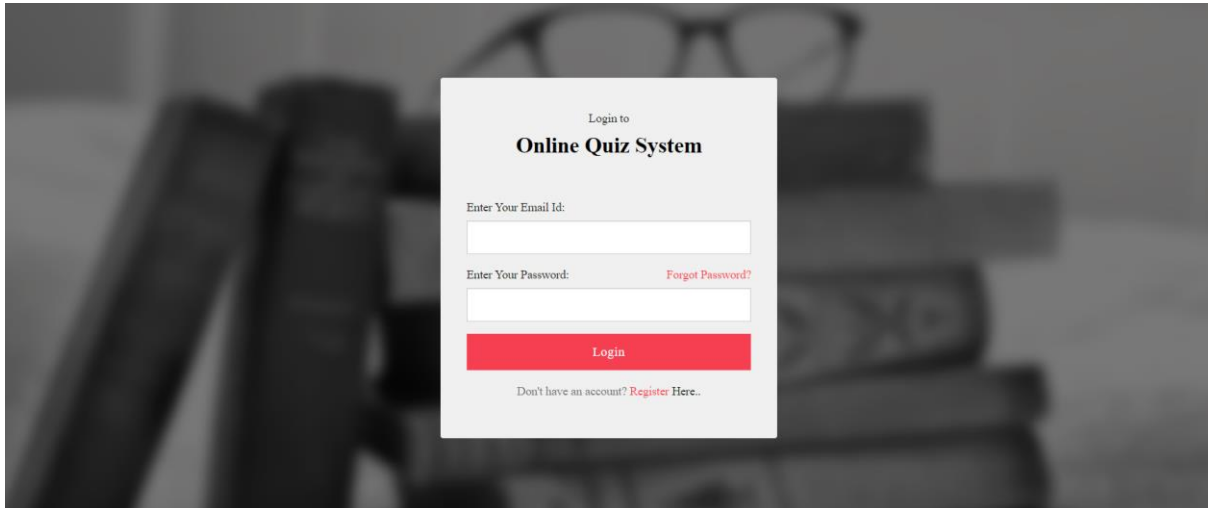 Login to
Online Quiz System
Enter Your Email Id:
Enter Your Password: Forgot Password?
Login
Don't have an account? Register Here..